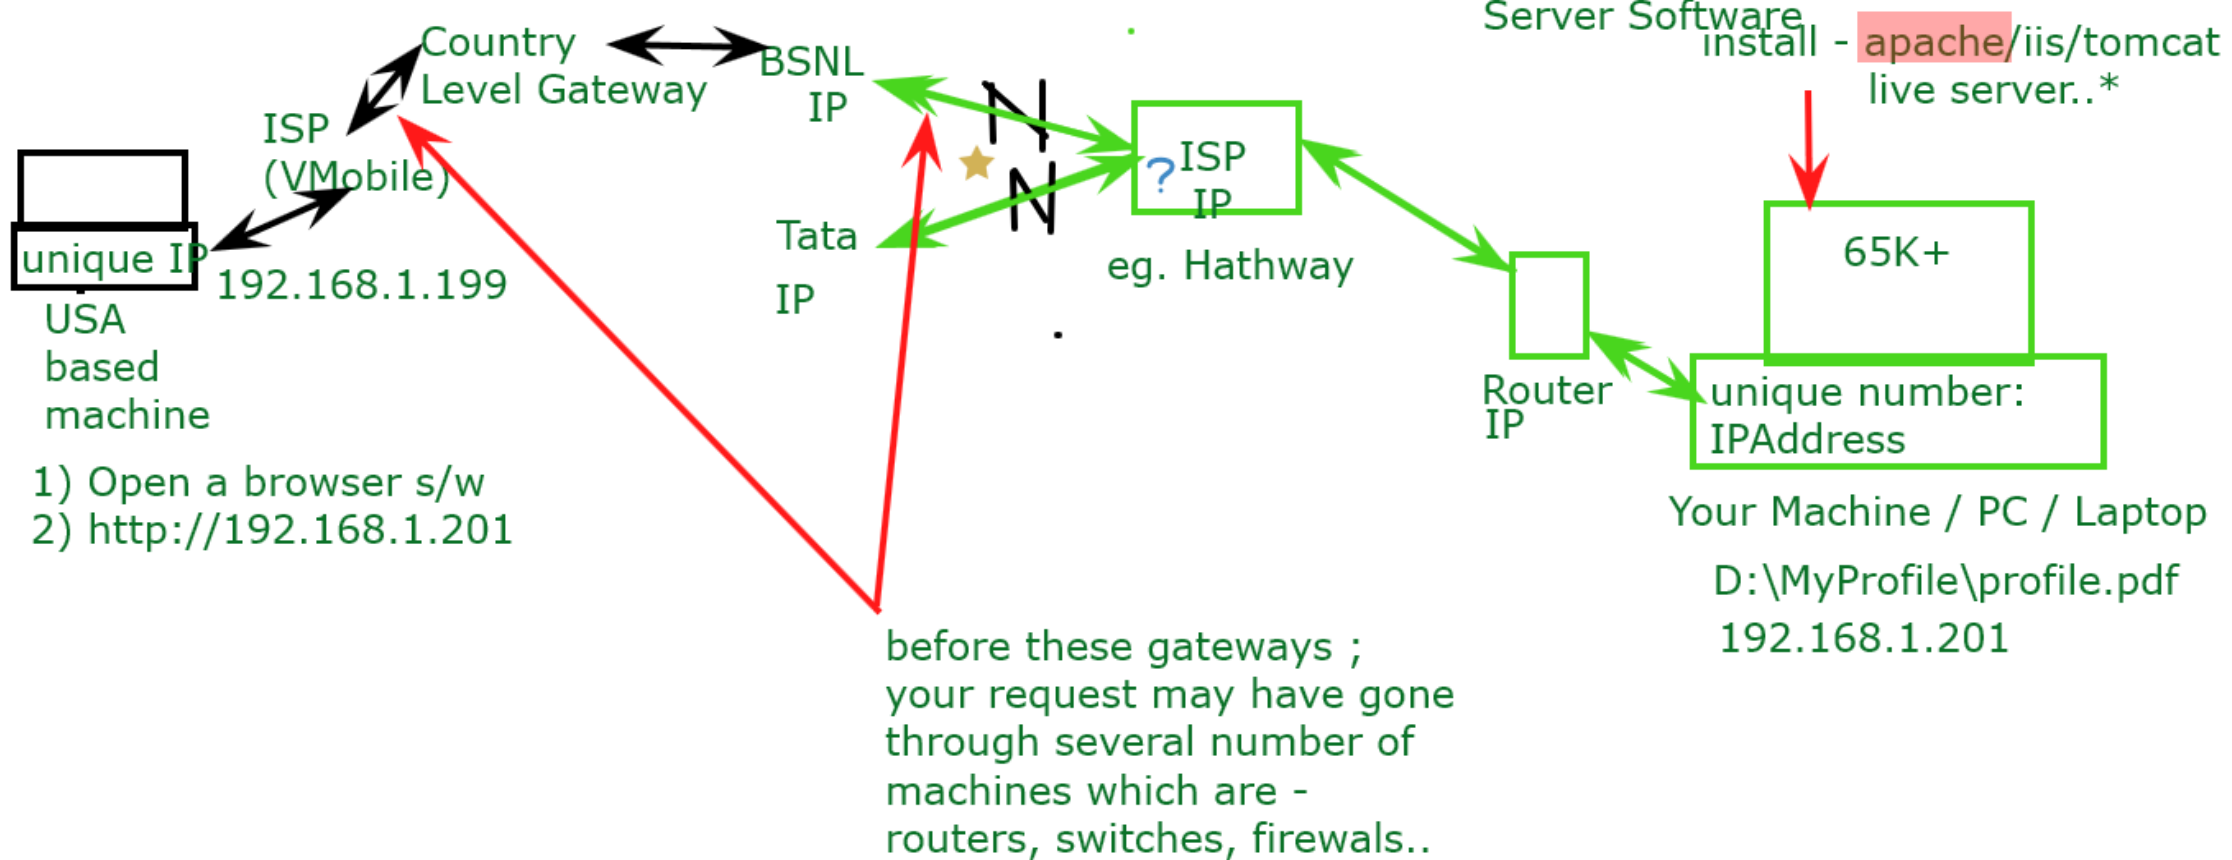 Server Software
install - apache/iis/tomcat
live server..*
Country
Level Gateway
BSNL
IP
N
N
ISP
(VMobile)
? ISP
IP
eg. Hathway
Tata
IP
unique IP
192.168.1.199
USA
based
machine
1) Open a browser s/w
2) http://192.168.1.201
Router
IP
65K+
unique number:
IPAddress
Your Machine / PC / Laptop
D:\MyProfile\profile.pdf
192.168.1.201
before these gateways ;
your request may have gone
through several number of
machines which are -
routers, switches, firewals..